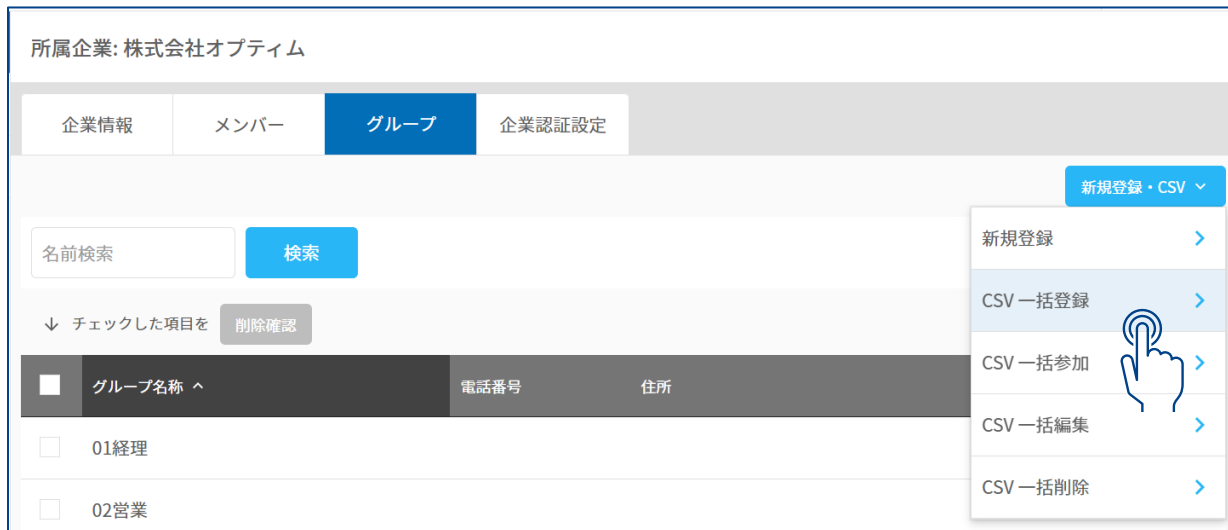 所属企業: 株式会社オプティム
企業情報 メンバー グループ 企業認証設定
新規登録・CSV
名前検索 検索
新規登録
CSV 一括登録
CSV 一括参加
CSV 一括編集
CSV 一括削除
チェックした項目を 削除確認
グループ名称 電話番号 住所
01経理
02営業